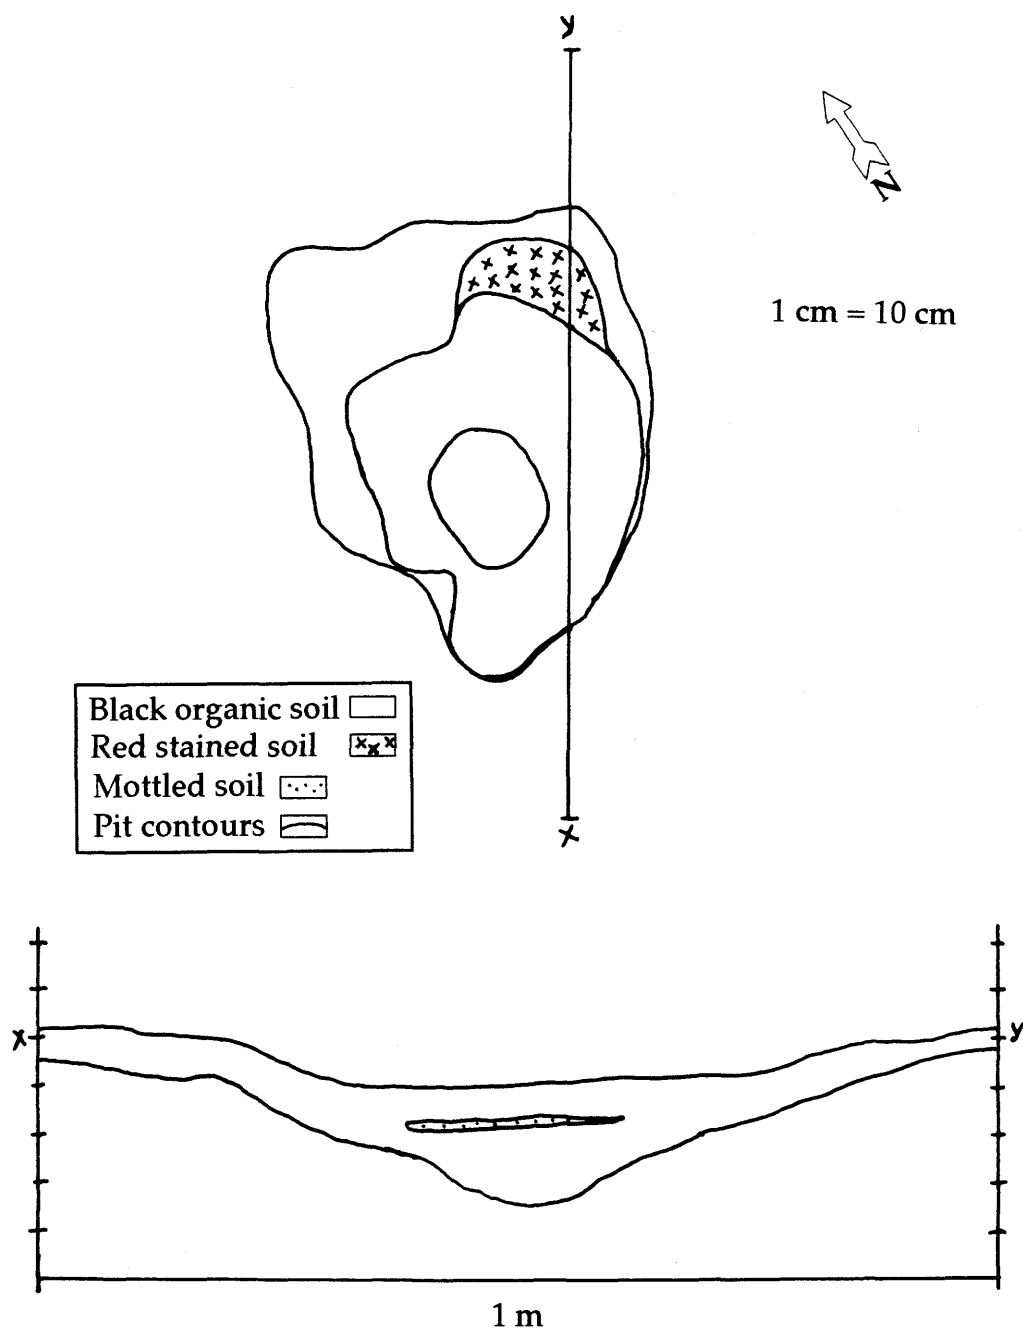 y
N
1 cm = 10 cm
Black organic soil
Red stained soil
Mottled soil
Pit contours
x
x
y
1 m